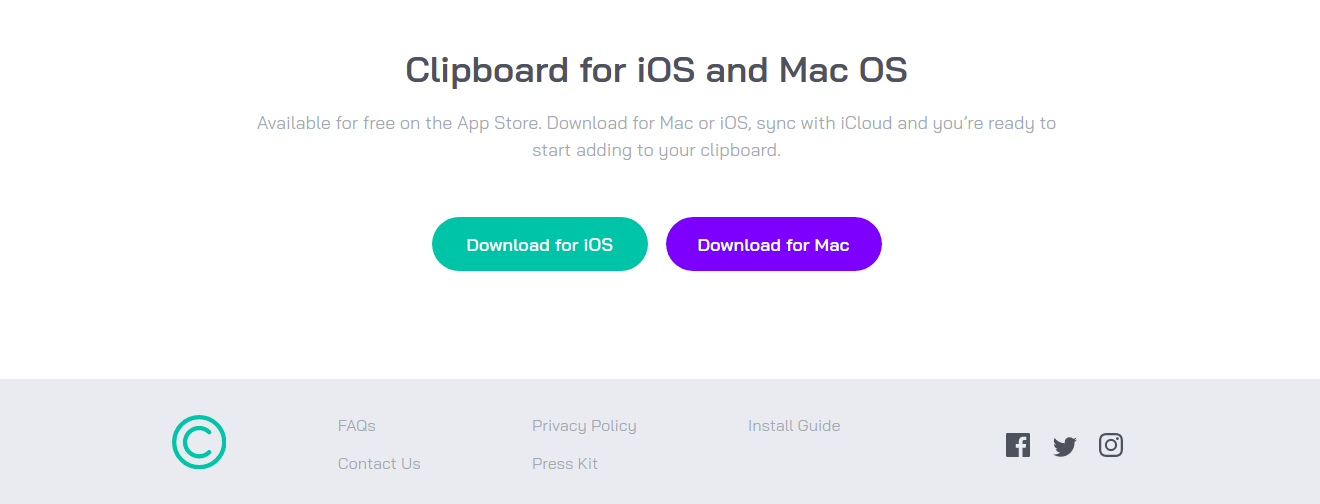 Clipboard for iOS and Mac OS
Available for free on the App Store. Download for Mac or iOS, sync with iCloud and you’re ready to
start adding to your clipboard.
Download for iOS
Download for Mac
FAQs
Contact Us
Privacy Policy
Press Kit
Install Guide